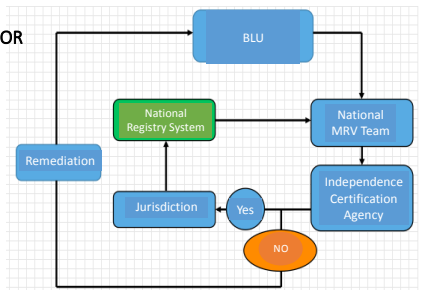 OR
BLU
National
Registry System
National
MRV Team
Remediation
Independence
Certification
Agency
Jurisdiction
Yes
NO